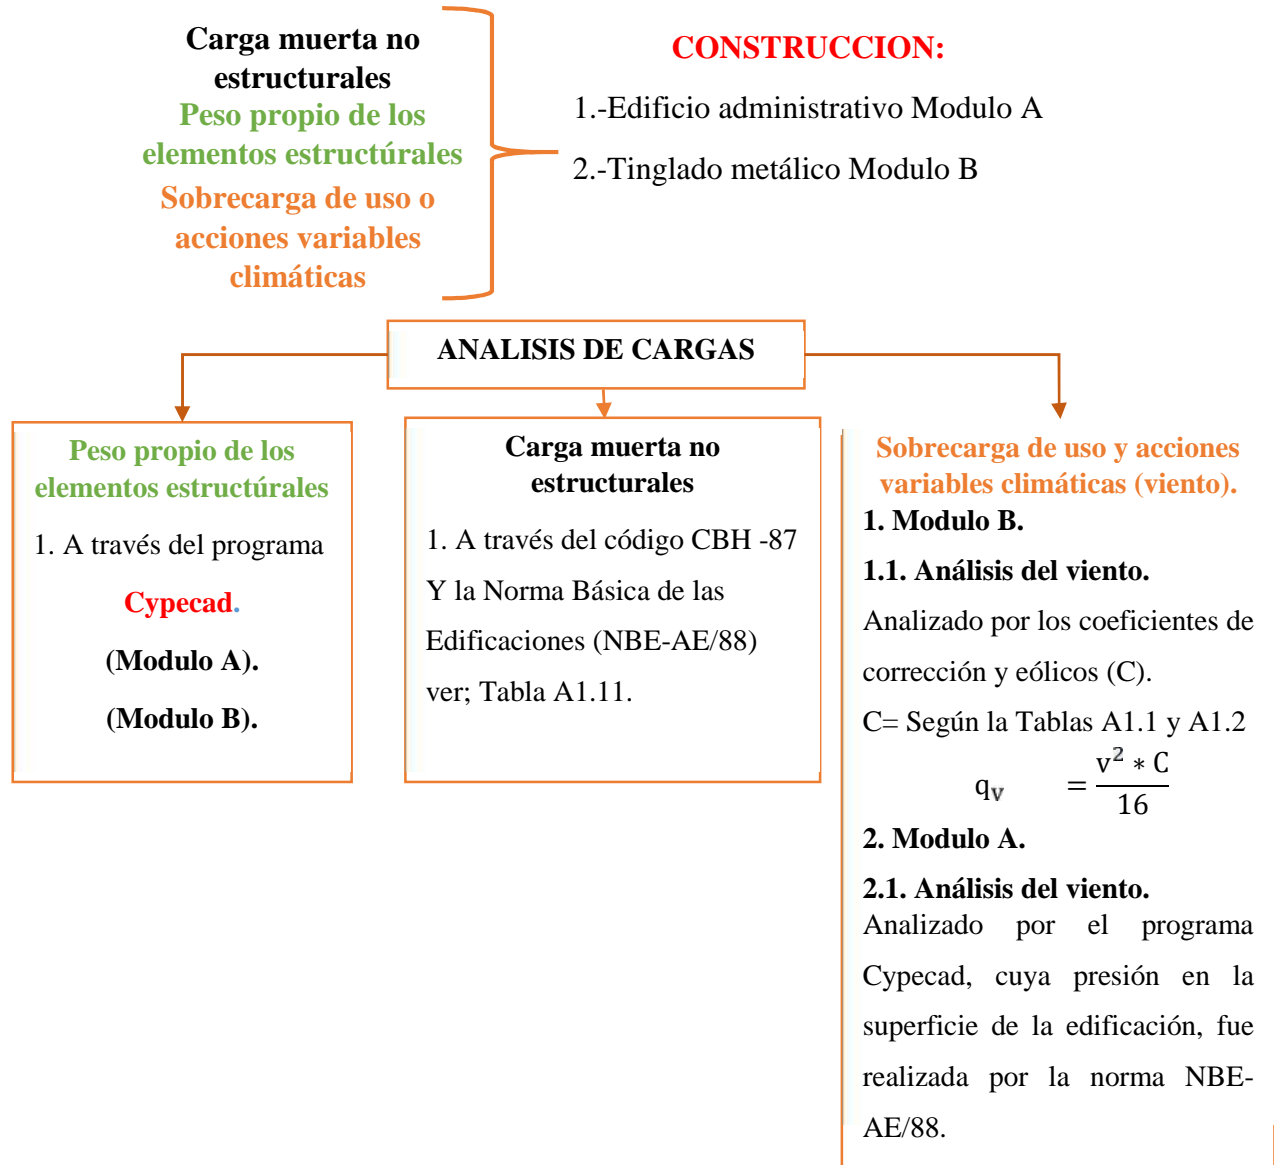 Carga muerta no
estructurales
Peso propio de los
elementos estructúrales
Sobrecarga de uso o
acciones variables
climáticas
CONSTRUCCION:
1.-Edificio administrativo Modulo A
2.-Tinglado metálico Modulo B
ANALISIS DE CARGAS
Peso propio de los
elementos estructúrales
1. A través del programa
Cypecad.
(Modulo A).
(Modulo B).
Carga muerta no
estructurales
1. A través del código CBH -87
Y la Norma Básica de las
Edificaciones (NBE-AE/88)
ver; Tabla A1.11.
Sobrecarga de uso y acciones
variables climáticas (viento).
1. Modulo B.
1.1. Análisis del viento.
Analizado por los coeficientes de
corrección y eólicos (C).
C= Según la Tablas A1.1 y A1.2
qv = v² * C / 16
2. Modulo A.
2.1. Análisis del viento.
Analizado por el programa
Cypecad, cuya presión en la
superficie de la edificación, fue
realizada por la norma NBE-
AE/88.